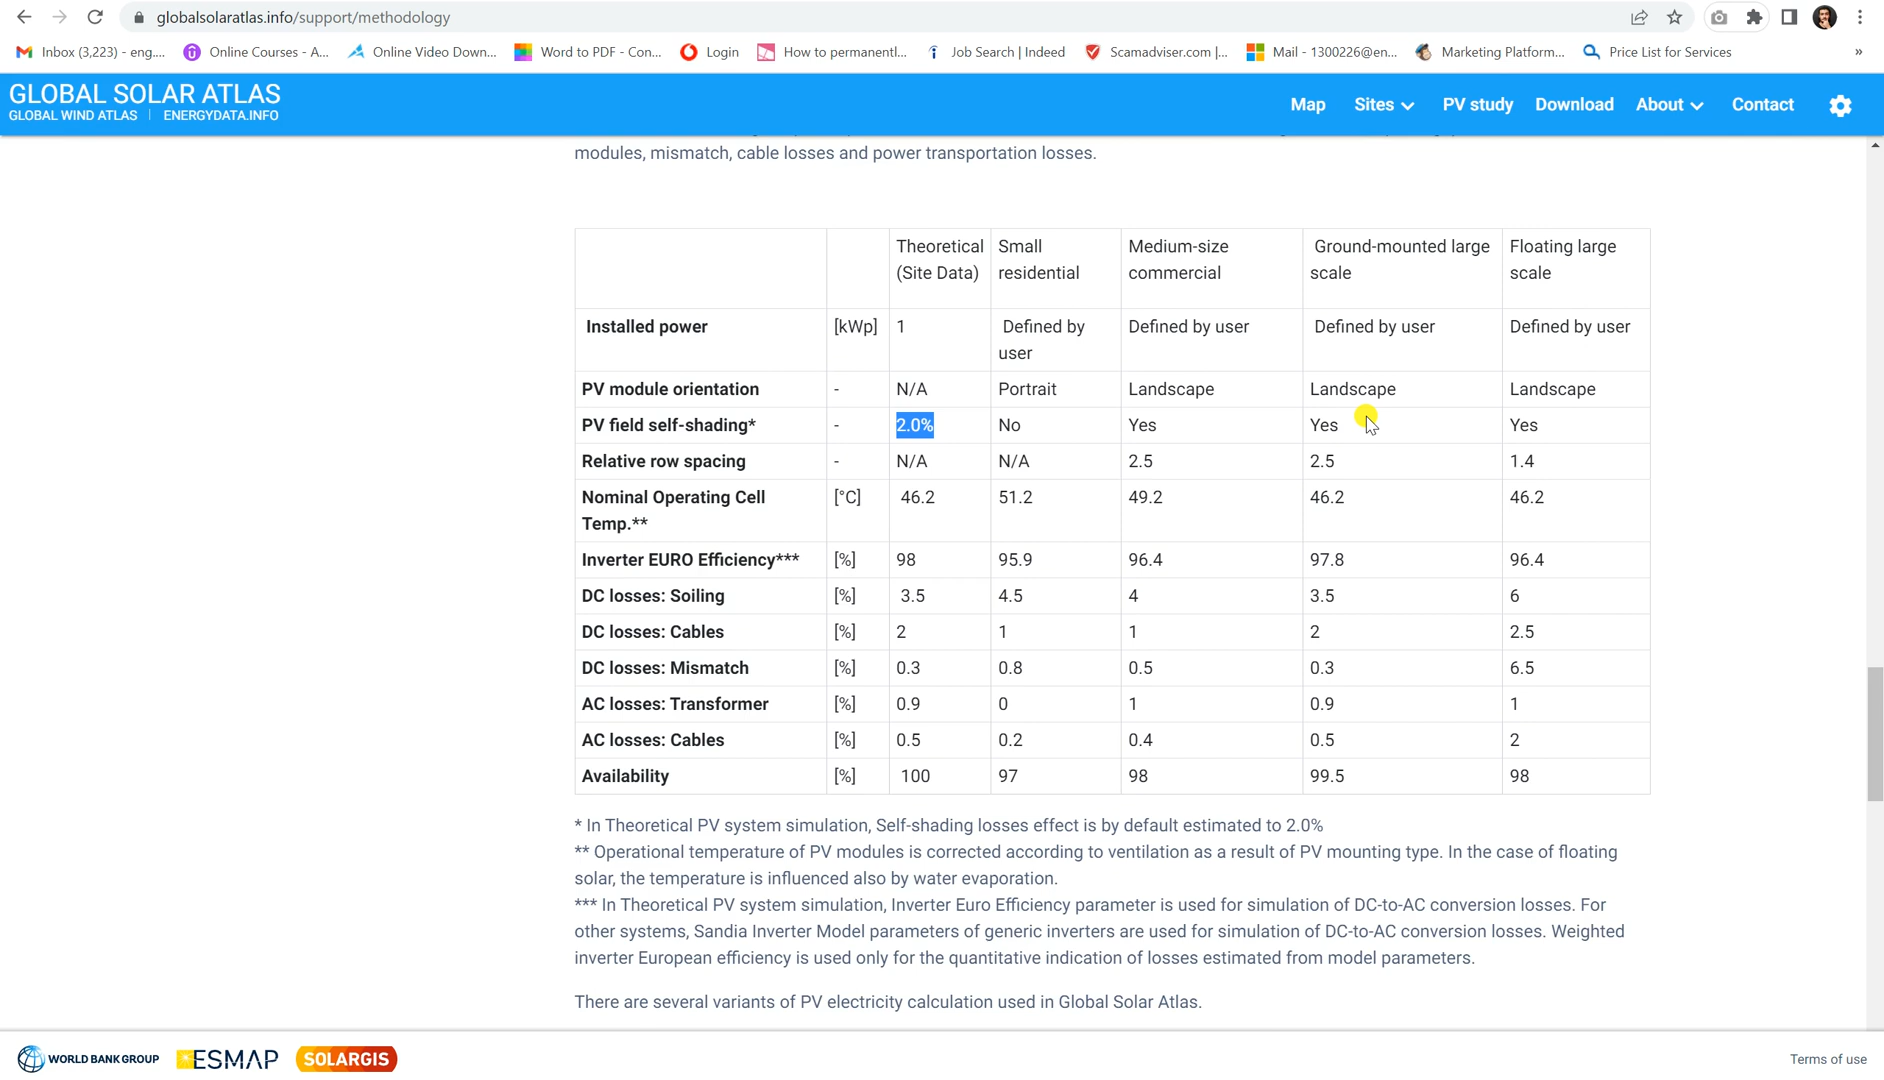 globalsolaratlas.info/support/methodology
Inbox (3,223) - eng....
Online Courses - A...
Online Video Down...
Word to PDF - Con...
Login
How to permanentl...
Job Search | Indeed
Scamadviser.com |...
Mail - 1300226@en...
Marketing Platform...
Price List for Services
»
GLOBAL SOLAR ATLAS
GLOBAL WIND ATLAS | ENERGYDATA.INFO
Map Sites PV study Download About Contact
modules, mismatch, cable losses and power transportation losses.
Theoretical (Site Data) Small residential Medium-size commercial Ground-mounted large scale Floating large scale
Installed power [kWp] 1 Defined by user Defined by user Defined by user Defined by user
PV module orientation - N/A Portrait Landscape Landscape Landscape
PV field self-shading* - 2.0% No Yes Yes Yes
Relative row spacing - N/A N/A 2.5 2.5 1.4
Nominal Operating Cell Temp.** [°C] 46.2 51.2 49.2 46.2 46.2
Inverter EURO Efficiency*** [%] 98 95.9 96.4 97.8 96.4
DC losses: Soiling [%] 3.5 4.5 4 3.5 6
DC losses: Cables [%] 2 1 1 2 2.5
DC losses: Mismatch [%] 0.3 0.8 0.5 0.3 6.5
AC losses: Transformer [%] 0.9 0 1 0.9 1
AC losses: Cables [%] 0.5 0.2 0.4 0.5 2
Availability [%] 100 97 98 99.5 98
* In Theoretical PV system simulation, Self-shading losses effect is by default estimated to 2.0%
** Operational temperature of PV modules is corrected according to ventilation as a result of PV mounting type. In the case of floating
solar, the temperature is influenced also by water evaporation.
*** In Theoretical PV system simulation, Inverter Euro Efficiency parameter is used for simulation of DC-to-AC conversion losses. For
other systems, Sandia Inverter Model parameters of generic inverters are used for simulation of DC-to-AC conversion losses. Weighted
inverter European efficiency is used only for the quantitative indication of losses estimated from model parameters.
There are several variants of PV electricity calculation used in Global Solar Atlas.
WORLD BANK GROUP
ESMAP
SOLARGIS
Terms of use